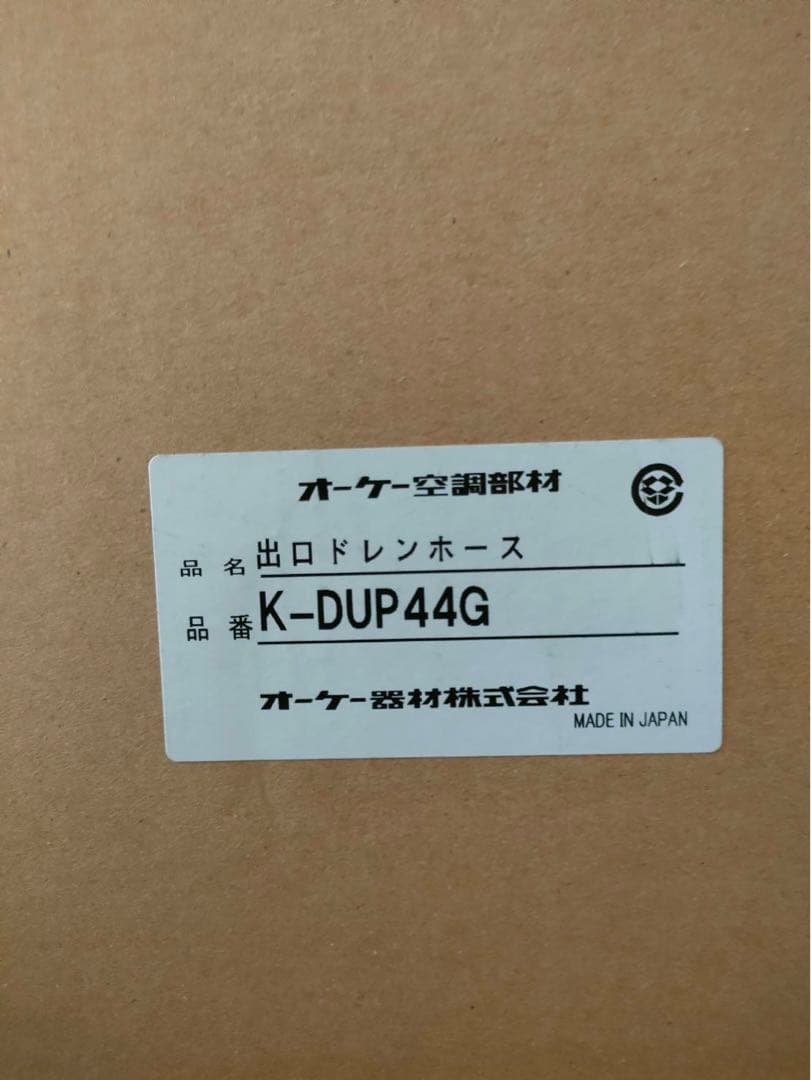 オーケー空調部材
品名 出口ドレンホース
品番 K-DUP44G
オーケー器材株式会社
MADE IN JAPAN